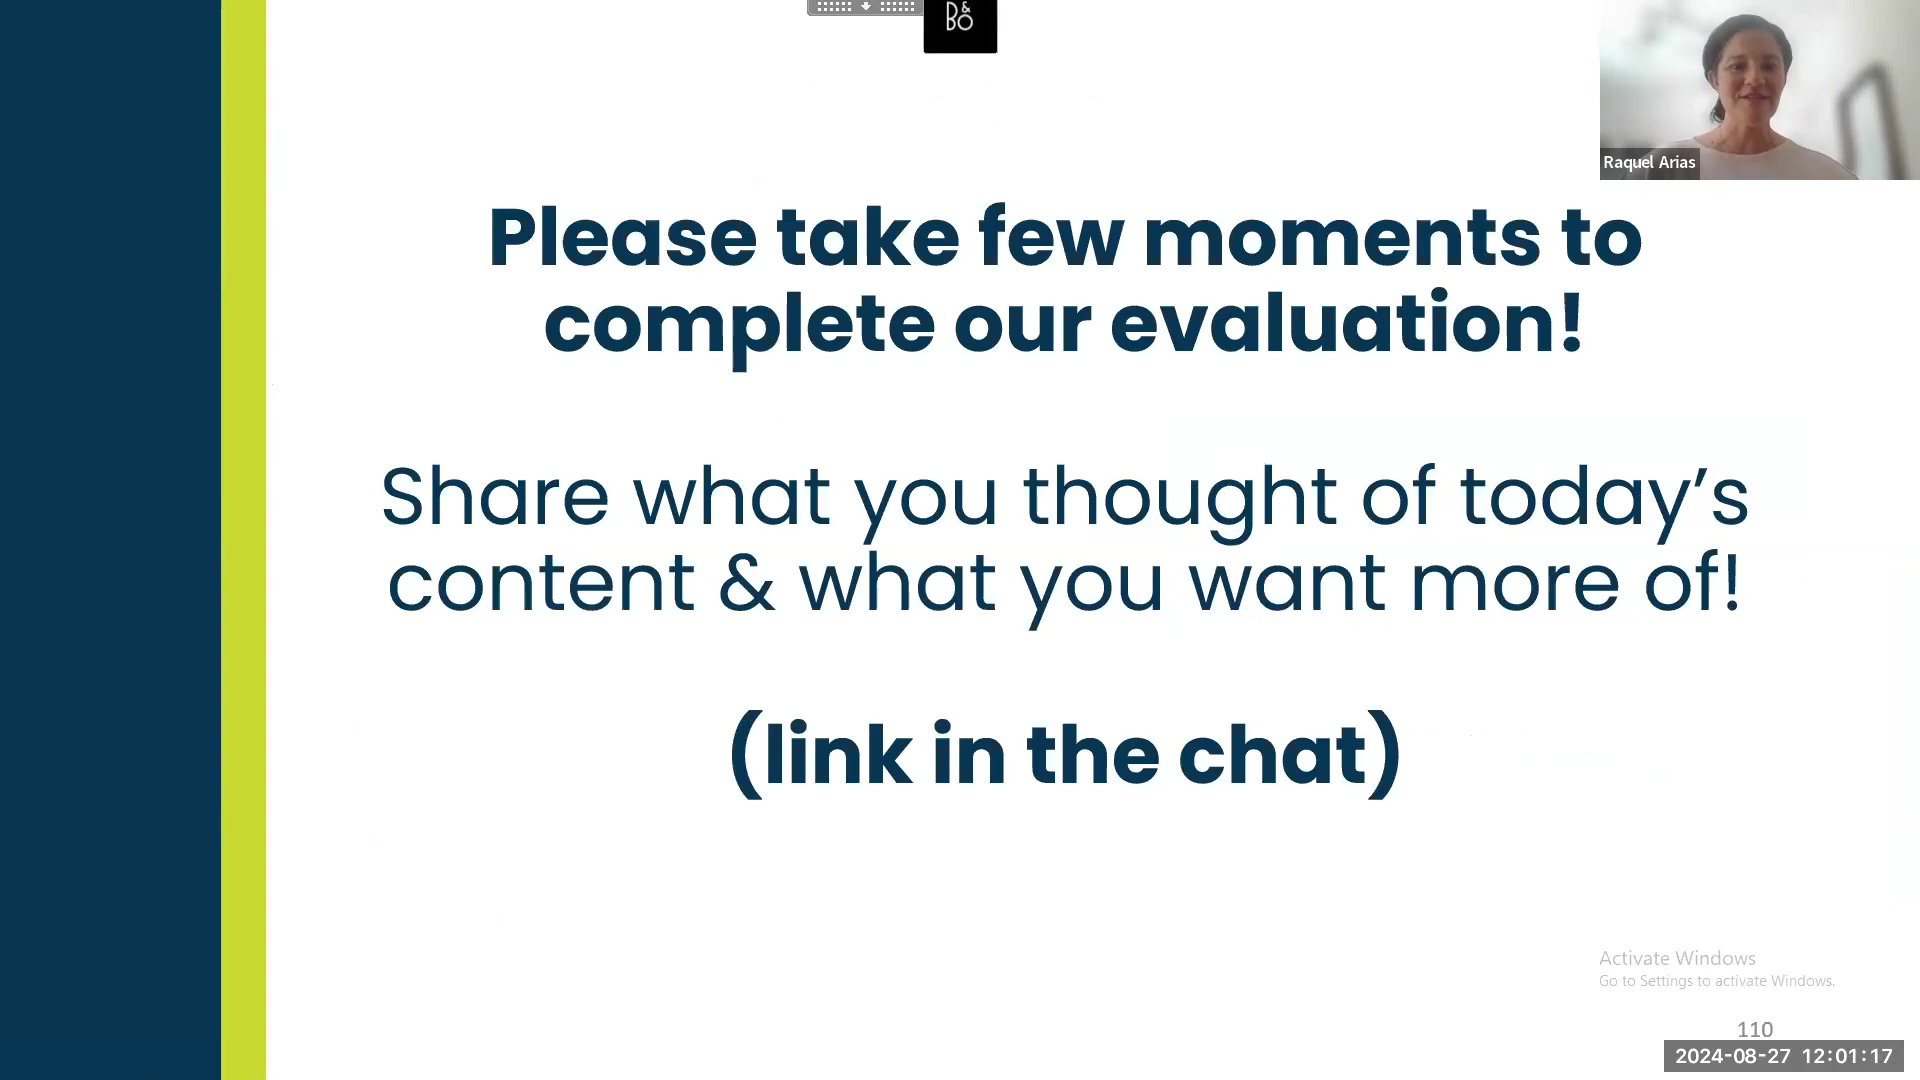 B&O
Raquel Arias
Please take few moments to
complete our evaluation!
Share what you thought of today’s
content & what you want more of!
(link in the chat)
Activate Windows
Go to Settings to activate Windows.
110
2024-08-27 12:01:17